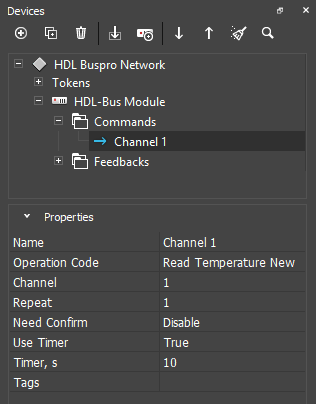 Devices
HDL Buspro Network
Tokens
HDL-Bus Module
Commands
Channel 1
Feedbacks
Properties
Name Channel 1
Operation Code Read Temperature New
Channel 1
Repeat 1
Need Confirm Disable
Use Timer True
Timer, s 10
Tags